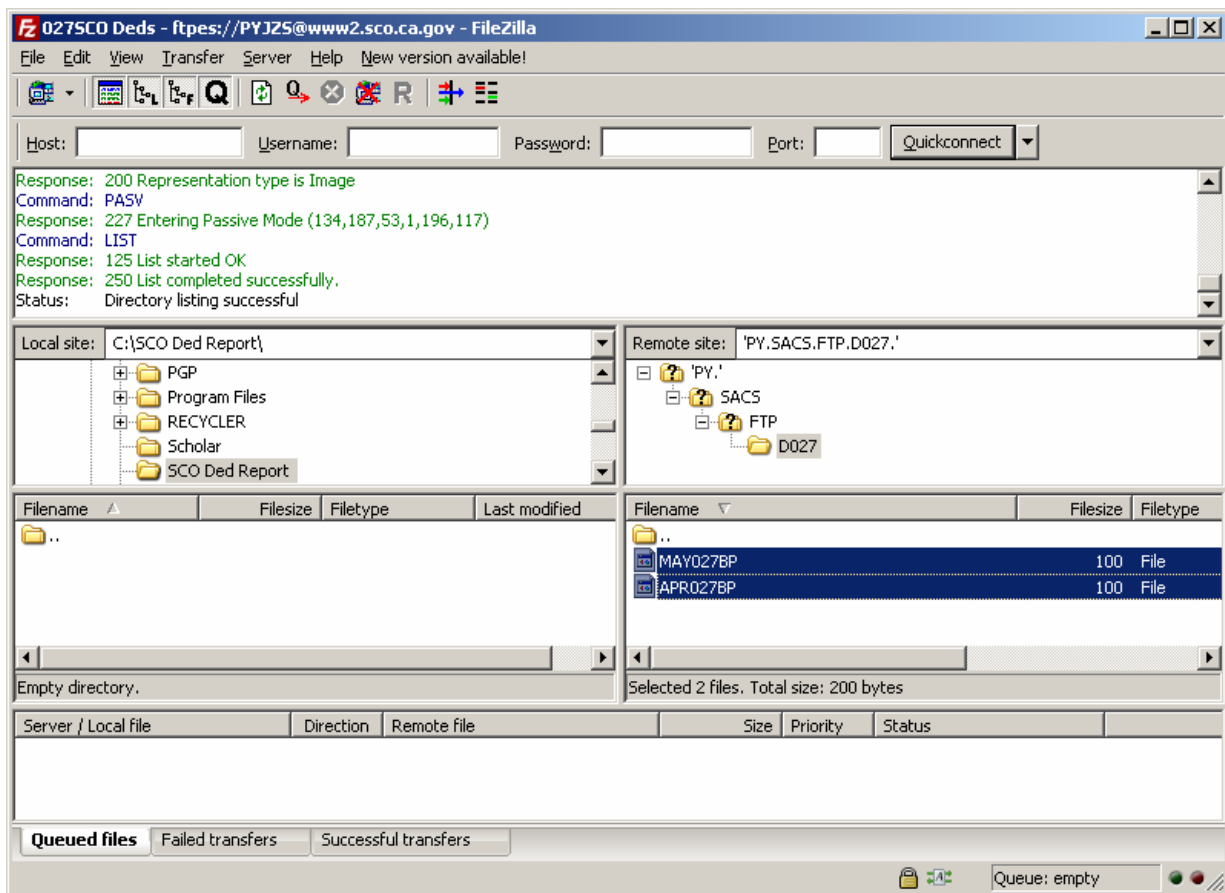 027SCO Deds - ftpes://PYJZS@www2.sco.ca.gov - FileZilla
File Edit View Transfer Server Help New version available!
Host: Username: Password: Port: Quickconnect
Response: 200 Representation type is Image
Command: PASV
Response: 227 Entering Passive Mode (134,187,53,1,196,117)
Command: LIST
Response: 125 List started OK
Response: 250 List completed successfully.
Status: Directory listing successful
Local site: C:\SCO Ded Report\
PGP
Program Files
RECYCLER
Scholar
SCO Ded Report
Remote site: 'PY.SACS.FTP.D027.'
'PY.'
SACS
FTP
D027
Filename Filesize Filetype Last modified
..
Empty directory.
Filename Filesize Filetype
..
MAY027BP 100 File
APR027BP 100 File
Selected 2 files. Total size: 200 bytes
Server / Local file Direction Remote file Size Priority Status
Queued files Failed transfers Successful transfers
Queue: empty